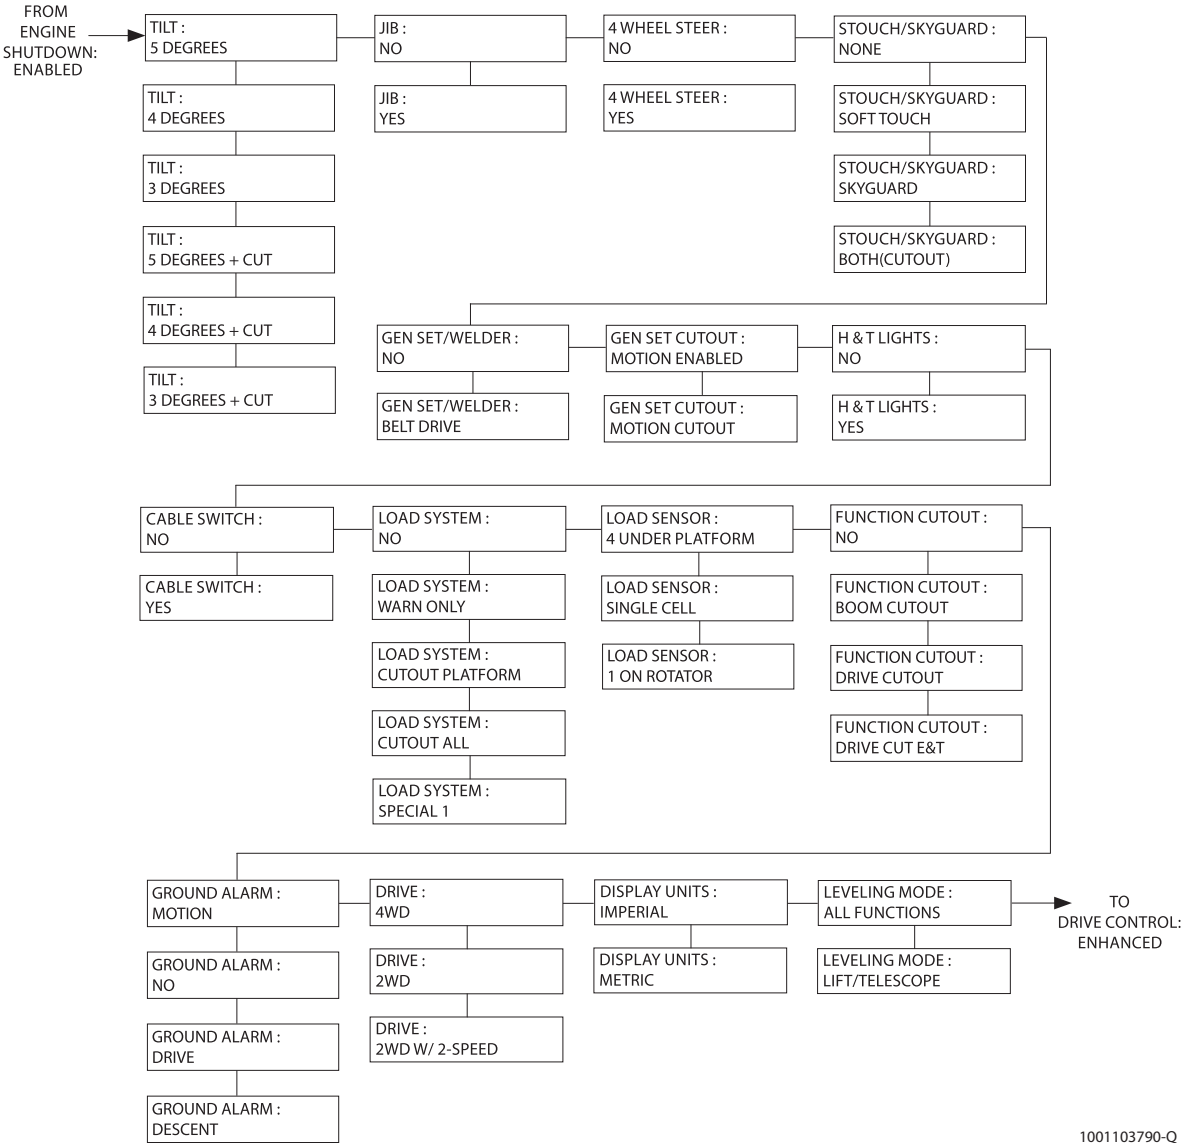 FROM
ENGINE
SHUTDOWN:
ENABLED
TILT :
5 DEGREES
TILT :
4 DEGREES
TILT :
3 DEGREES
TILT :
5 DEGREES + CUT
TILT :
4 DEGREES + CUT
TILT :
3 DEGREES + CUT
JIB :
NO
JIB :
YES
4 WHEEL STEER :
NO
4 WHEEL STEER :
YES
STOUCH/SKYGUARD :
NONE
STOUCH/SKYGUARD :
SOFT TOUCH
STOUCH/SKYGUARD :
SKYGUARD
STOUCH/SKYGUARD :
BOTH(CUTOUT)
GEN SET/WELDER :
NO
GEN SET/WELDER :
BELT DRIVE
GEN SET CUTOUT :
MOTION ENABLED
GEN SET CUTOUT :
MOTION CUTOUT
H & T LIGHTS :
NO
H & T LIGHTS :
YES
CABLE SWITCH :
NO
CABLE SWITCH :
YES
LOAD SYSTEM :
NO
LOAD SYSTEM :
WARN ONLY
LOAD SYSTEM :
CUTOUT PLATFORM
LOAD SYSTEM :
CUTOUT ALL
LOAD SYSTEM :
SPECIAL 1
LOAD SENSOR :
4 UNDER PLATFORM
LOAD SENSOR :
SINGLE CELL
LOAD SENSOR :
1 ON ROTATOR
FUNCTION CUTOUT :
NO
FUNCTION CUTOUT :
BOOM CUTOUT
FUNCTION CUTOUT :
DRIVE CUTOUT
FUNCTION CUTOUT :
DRIVE CUT E&T
GROUND ALARM :
MOTION
GROUND ALARM :
NO
GROUND ALARM :
DRIVE
GROUND ALARM :
DESCENT
DRIVE :
4WD
DRIVE :
2WD
DRIVE :
2WD W/ 2-SPEED
DISPLAY UNITS :
IMPERIAL
DISPLAY UNITS :
METRIC
LEVELING MODE :
ALL FUNCTIONS
LEVELING MODE :
LIFT/TELESCOPE
TO
DRIVE CONTROL:
ENHANCED
1001103790-Q